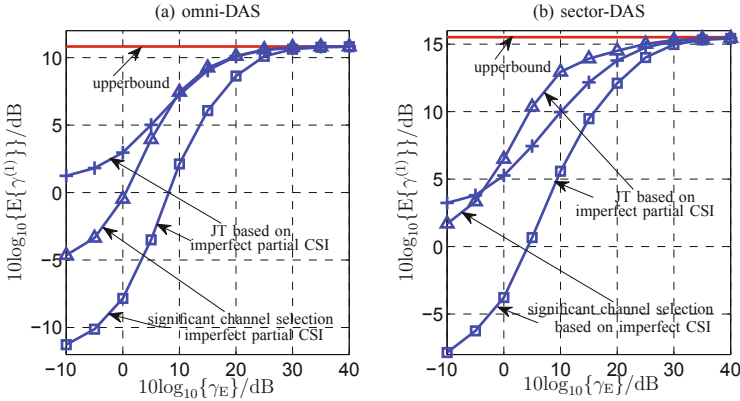 (a) omni-DAS
10log₁₀{E{γ⁽¹⁾}}/dB
10
5
0
−5
−10
upperbound
JT based on
imperfect partial CSI
significant channel selection
imperfect partial CSI
−10 0 10 20 30 40
10log₁₀{γ_E}/dB
(b) sector-DAS
10log₁₀{E{γ⁽¹⁾}}/dB
15
10
5
0
−5
upperbound
JT based on
imperfect partial CSI
significant channel selection
based on imperfect CSI
−10 0 10 20 30 40
10log₁₀{γ_E}/dB